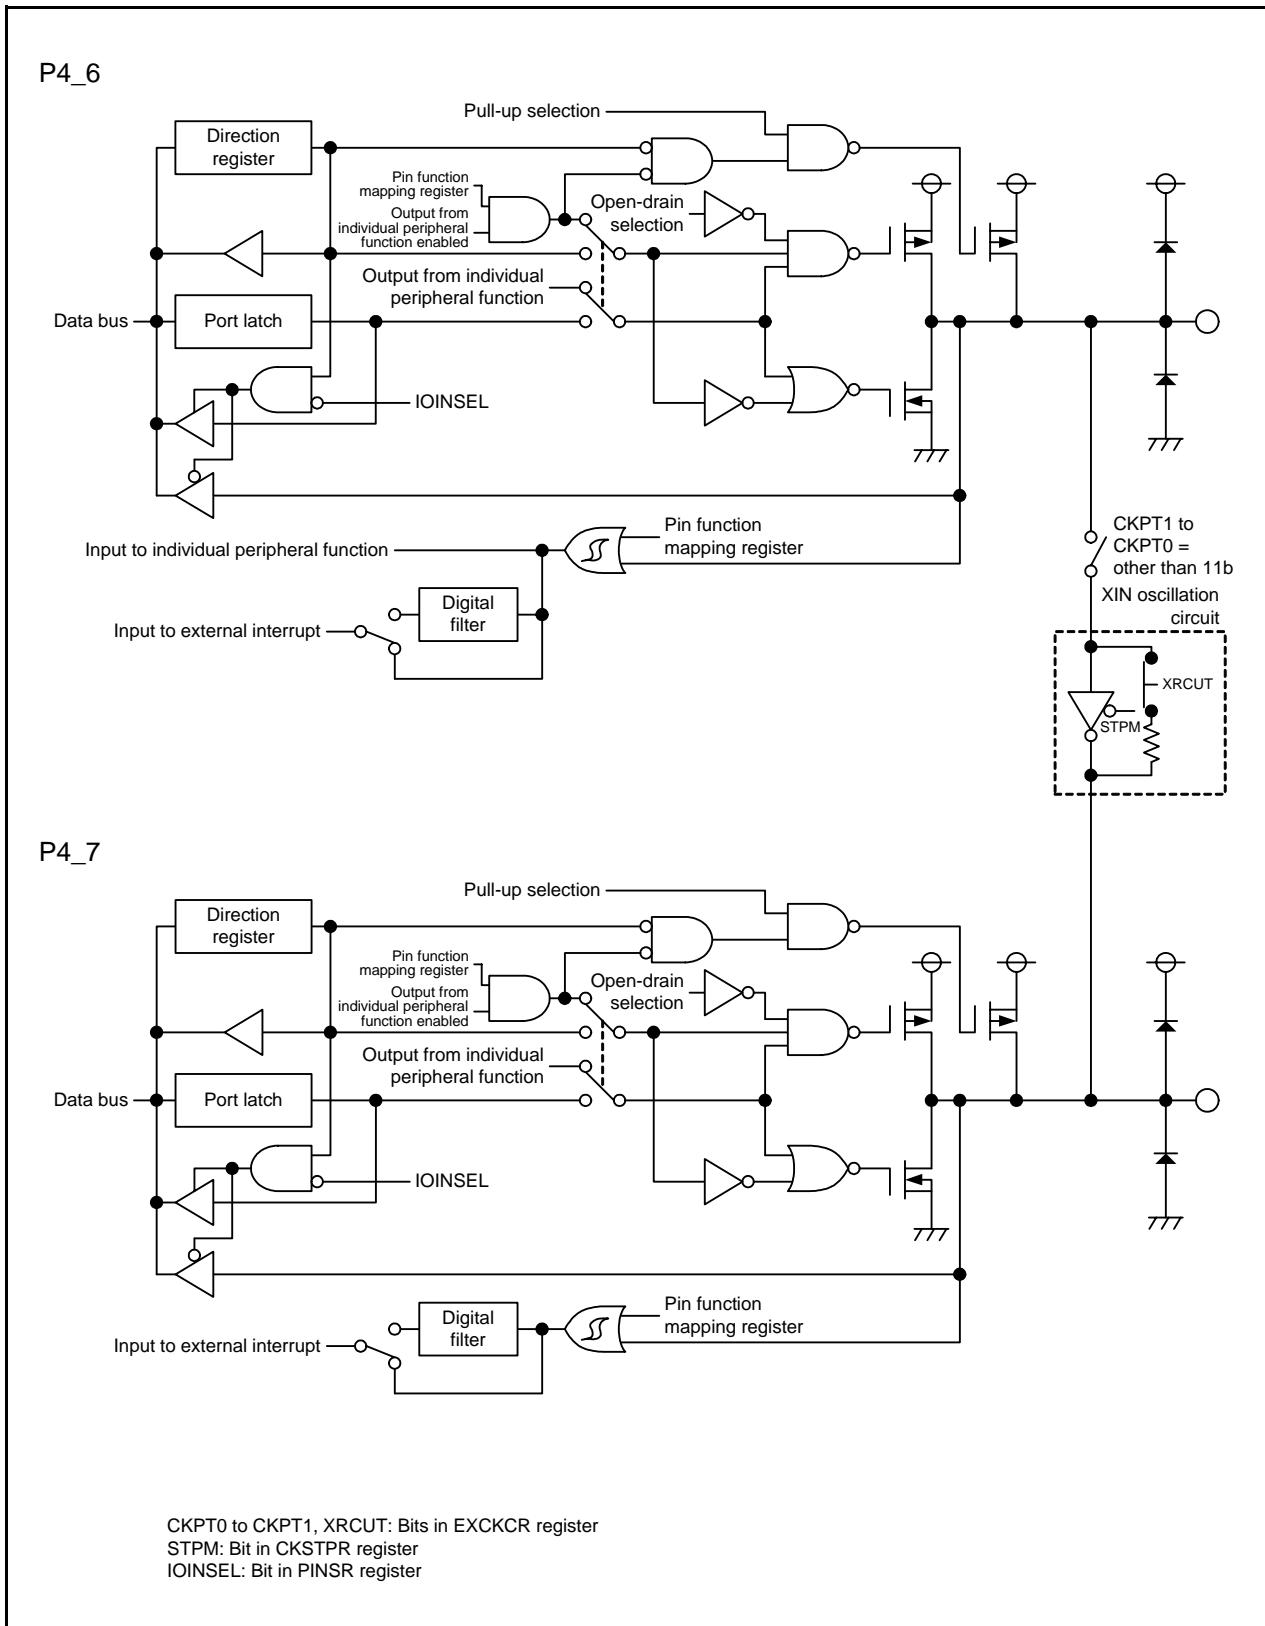 P4_6
Pull-up selection
Direction
register
Pin function
mapping register
Output from
individual peripheral
function enabled
Open-drain
selection
Output from individual
peripheral function
Data bus
Port latch
IOINSEL
Pin function
mapping register
Input to individual peripheral function
Digital
filter
Input to external interrupt
CKPT1 to
CKPT0 =
other than 11b
XIN oscillation
circuit
XRCUT
STPM
P4_7
Pull-up selection
Direction
register
Pin function
mapping register
Output from
individual peripheral
function enabled
Open-drain
selection
Output from individual
peripheral function
Data bus
Port latch
IOINSEL
Pin function
mapping register
Digital
filter
Input to external interrupt
CKPT0 to CKPT1, XRCUT: Bits in EXCKCR register
STPM: Bit in CKSTPR register
IOINSEL: Bit in PINSR register